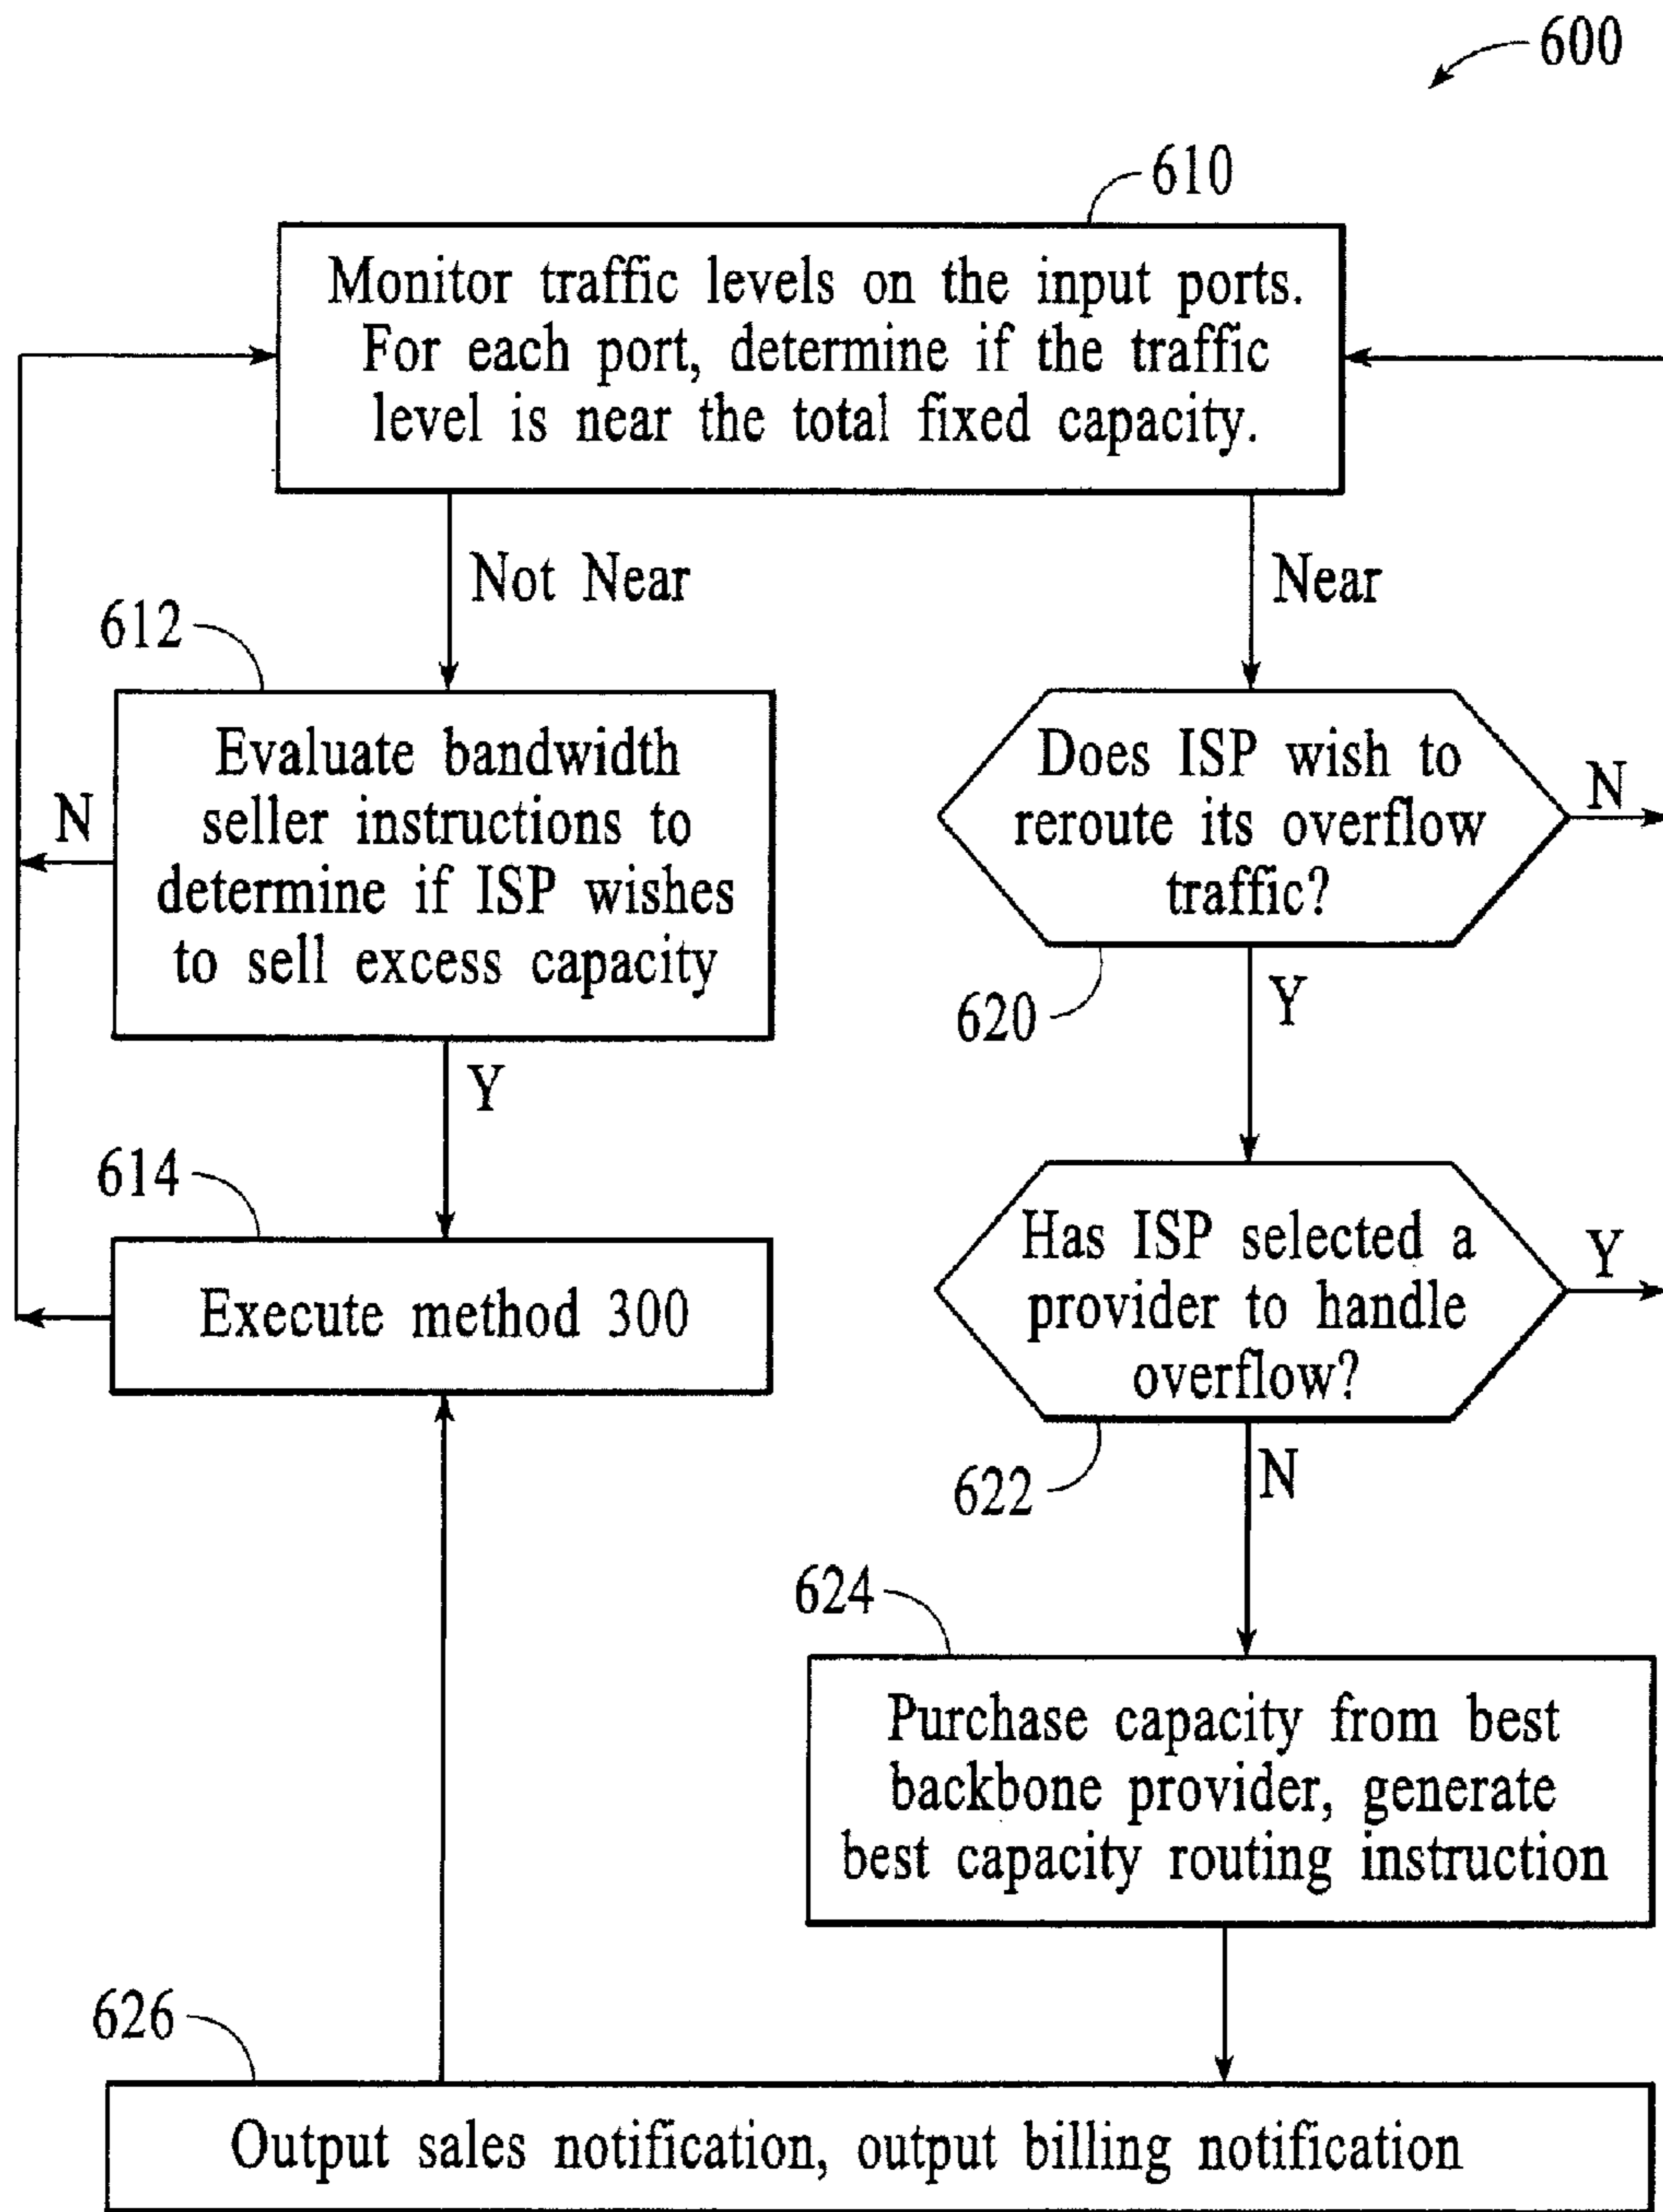 600
610
Monitor traffic levels on the input ports.
For each port, determine if the traffic
level is near the total fixed capacity.
Not Near
Near
612
Evaluate bandwidth
seller instructions to
determine if ISP wishes
to sell excess capacity
N
Y
Does ISP wish to
reroute its overflow
traffic?
N
620
Y
614
Execute method 300
Has ISP selected a
provider to handle
overflow?
Y
622
N
624
Purchase capacity from best
backbone provider, generate
best capacity routing instruction
626
Output sales notification, output billing notification